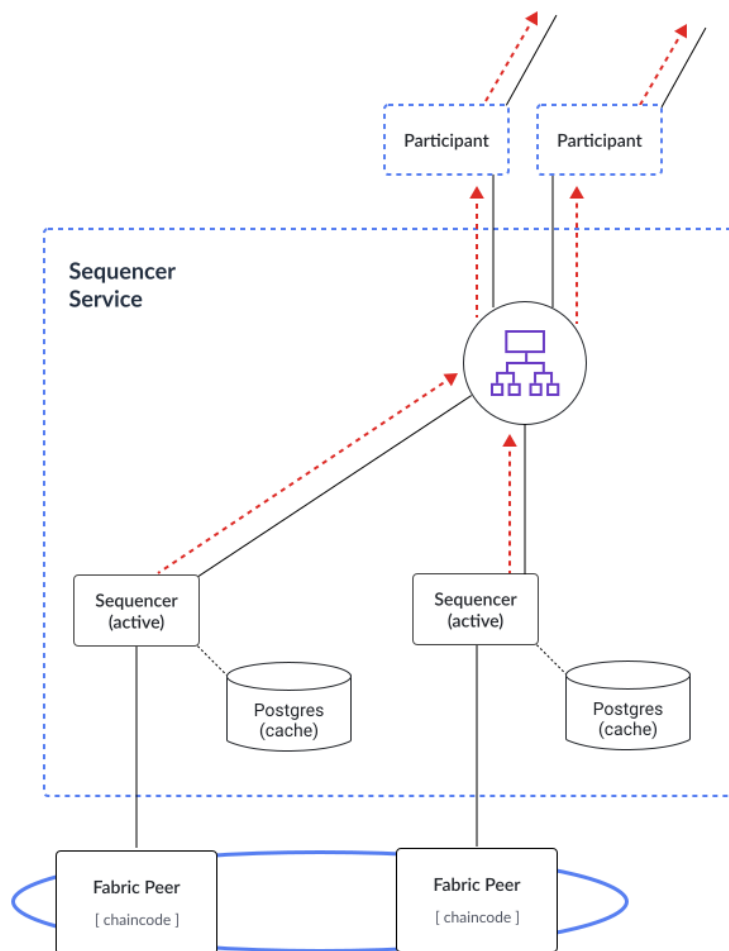 Participant
Participant
Sequencer
Service
Sequencer
(active)
Sequencer
(active)
Postgres
(cache)
Postgres
(cache)
Fabric Peer
[ chaincode ]
Fabric Peer
[ chaincode ]